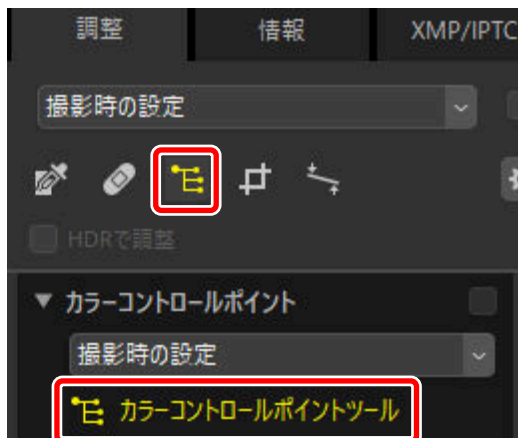 調整 情報 XMP/IPTC
撮影時の設定
HDRで調整
カラーコントロールポイント
撮影時の設定
カラーコントロールポイントツール